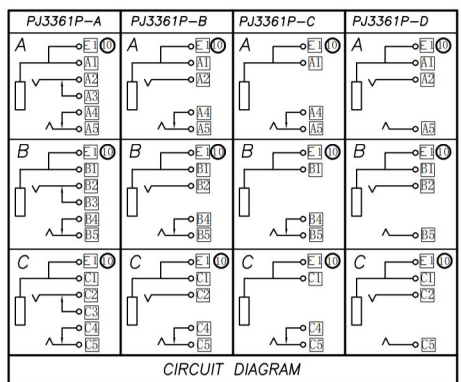 PJ3361P-A PJ3361P-B PJ3361P-C PJ3361P-D
A E1 10 A E1 10 A E1 10 A E1 10
A1 A1 A1 A1
A2 A2 A2
A3
A4 A4 A4
A5 A5 A5 A5
B E1 10 B E1 10 B E1 10 B E1 10
B1 B1 B1 B1
B2 B2 B2
B3
B4 B4 B4
B5 B5 B5 B5
C E1 10 C E1 10 C E1 10 C E1 10
C1 C1 C1 C1
C2 C2 C2
C3
C4 C4 C4
C5 C5 C5 C5
CIRCUIT DIAGRAM